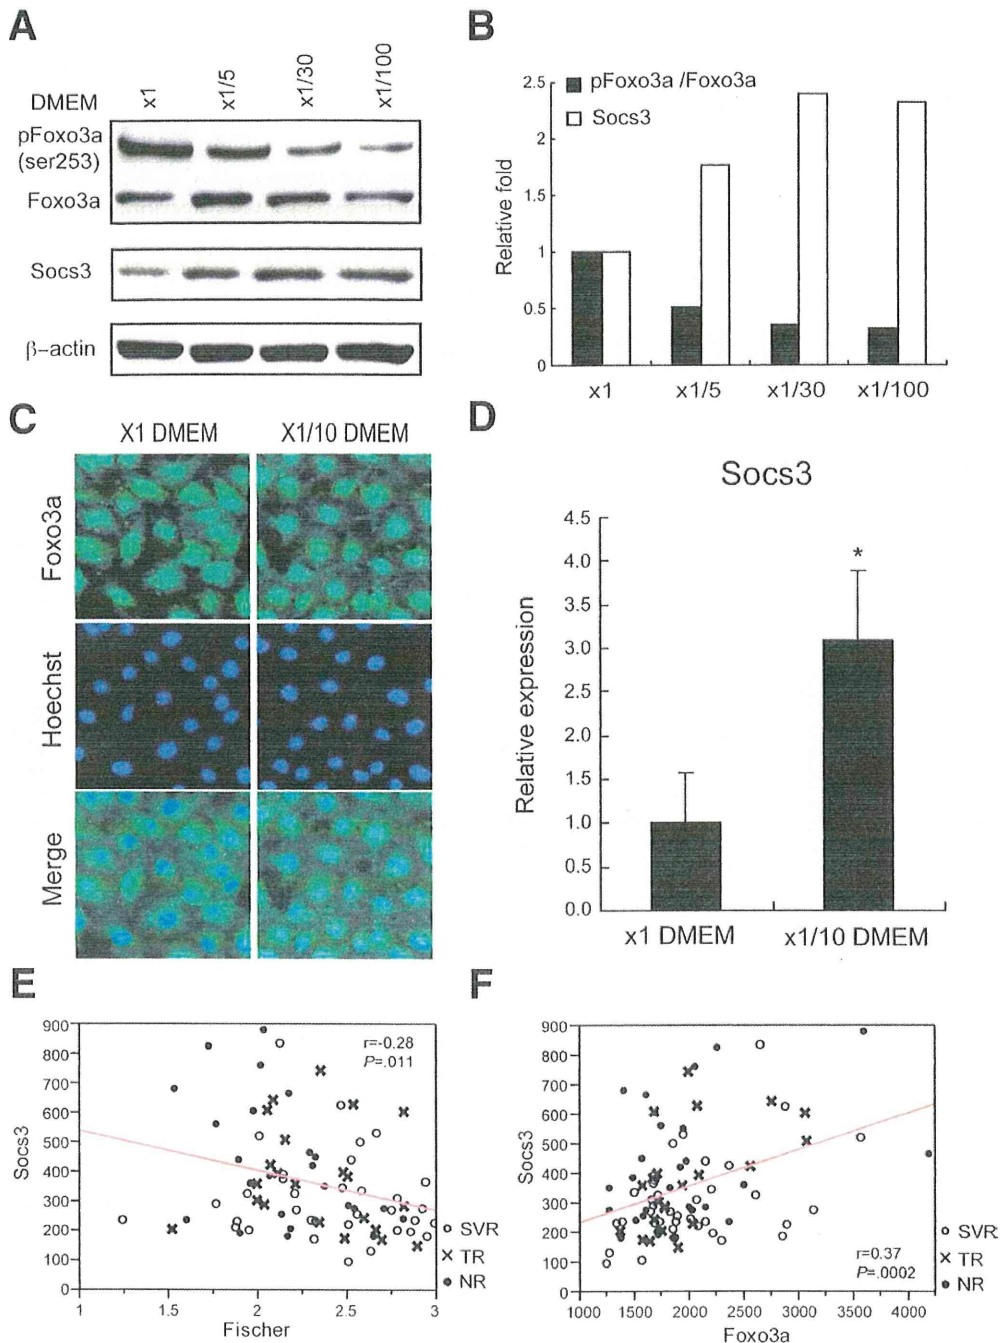 A
DMEM x1 x1/5 x1/30 x1/100
pFoxo3a
(ser253)
Foxo3a
Socs3
β-actin
B
pFoxo3a /Foxo3a
Socs3
Relative fold
2.5
2
1.5
1
0.5
0
x1 x1/5 x1/30 x1/100
C
X1 DMEM X1/10 DMEM
Foxo3a
Hoechst
Merge
D
Socs3
Relative expression
4.5
4.0
*
3.5
3.0
2.5
2.0
1.5
1.0
0.5
0.0
x1 DMEM x1/10 DMEM
E
Socs3
900
800
700
600
500
400
300
200
100
0
r=-0.28
P=.011
SVR
TR
NR
1 1.5 2 2.5 3
Fischer
F
Socs3
900
800
700
600
500
400
300
200
100
0
r=0.37
P=.0002
SVR
TR
NR
1000 1500 2000 2500 3000 3500 4000
Foxo3a